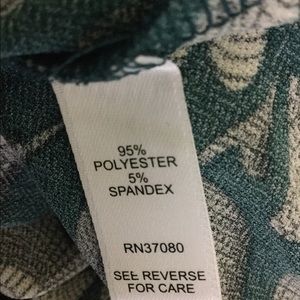 95%
POLYESTER
5%
SPANDEX
RN37080
SEE REVERSE
FOR CARE